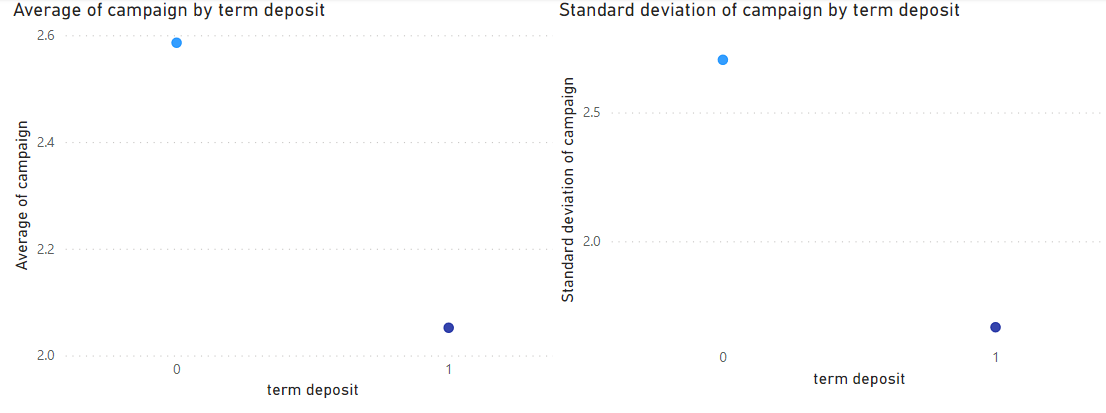 Average of campaign by term deposit
Average of campaign
2.6
2.4
2.2
2.0
0
1
term deposit
Standard deviation of campaign by term deposit
Standard deviation of campaign
2.5
2.0
0
1
term deposit